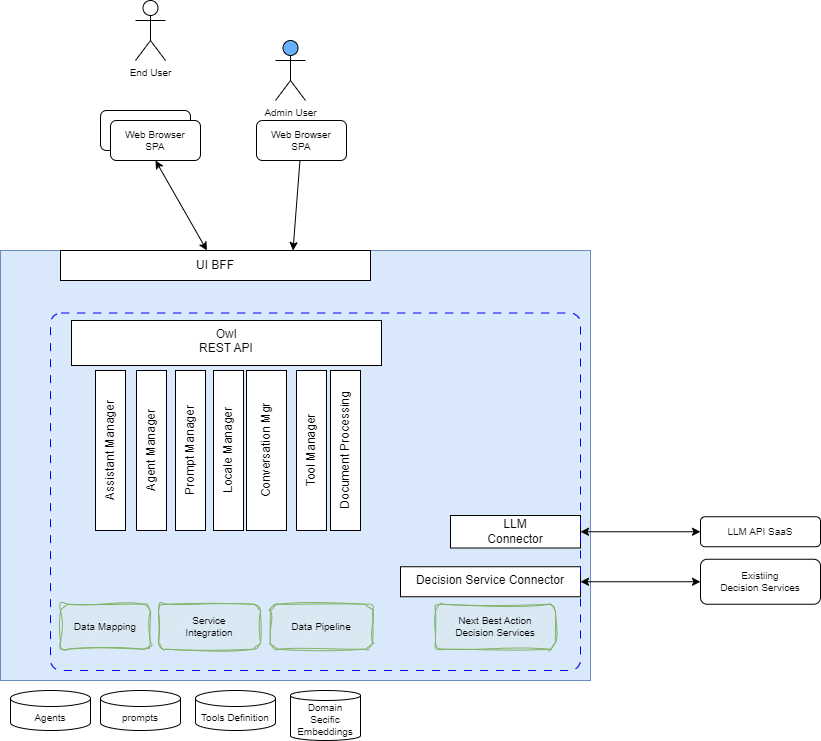 End User
Admin User
Web Browser
SPA
Web Browser
SPA
UI BFF
Owl
REST API
Assistant Manager
Agent Manager
Prompt Manager
Locale Manager
Conversation Mgr
Tool Manager
Document Processing
LLM
Connector
LLM API SaaS
Decision Service Connector
Existiing
Decision Services
Data Mapping
Service
Integration
Data Pipeline
Next Best Action
Decision Services
Agents
prompts
Tools Definition
Domain
Secific
Embeddings